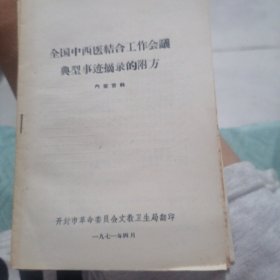 全国中西医结合工作会議
典型事迹摘录的附方
内部資料
开封市革命委员会文教卫生局翻印
一九七一年四月